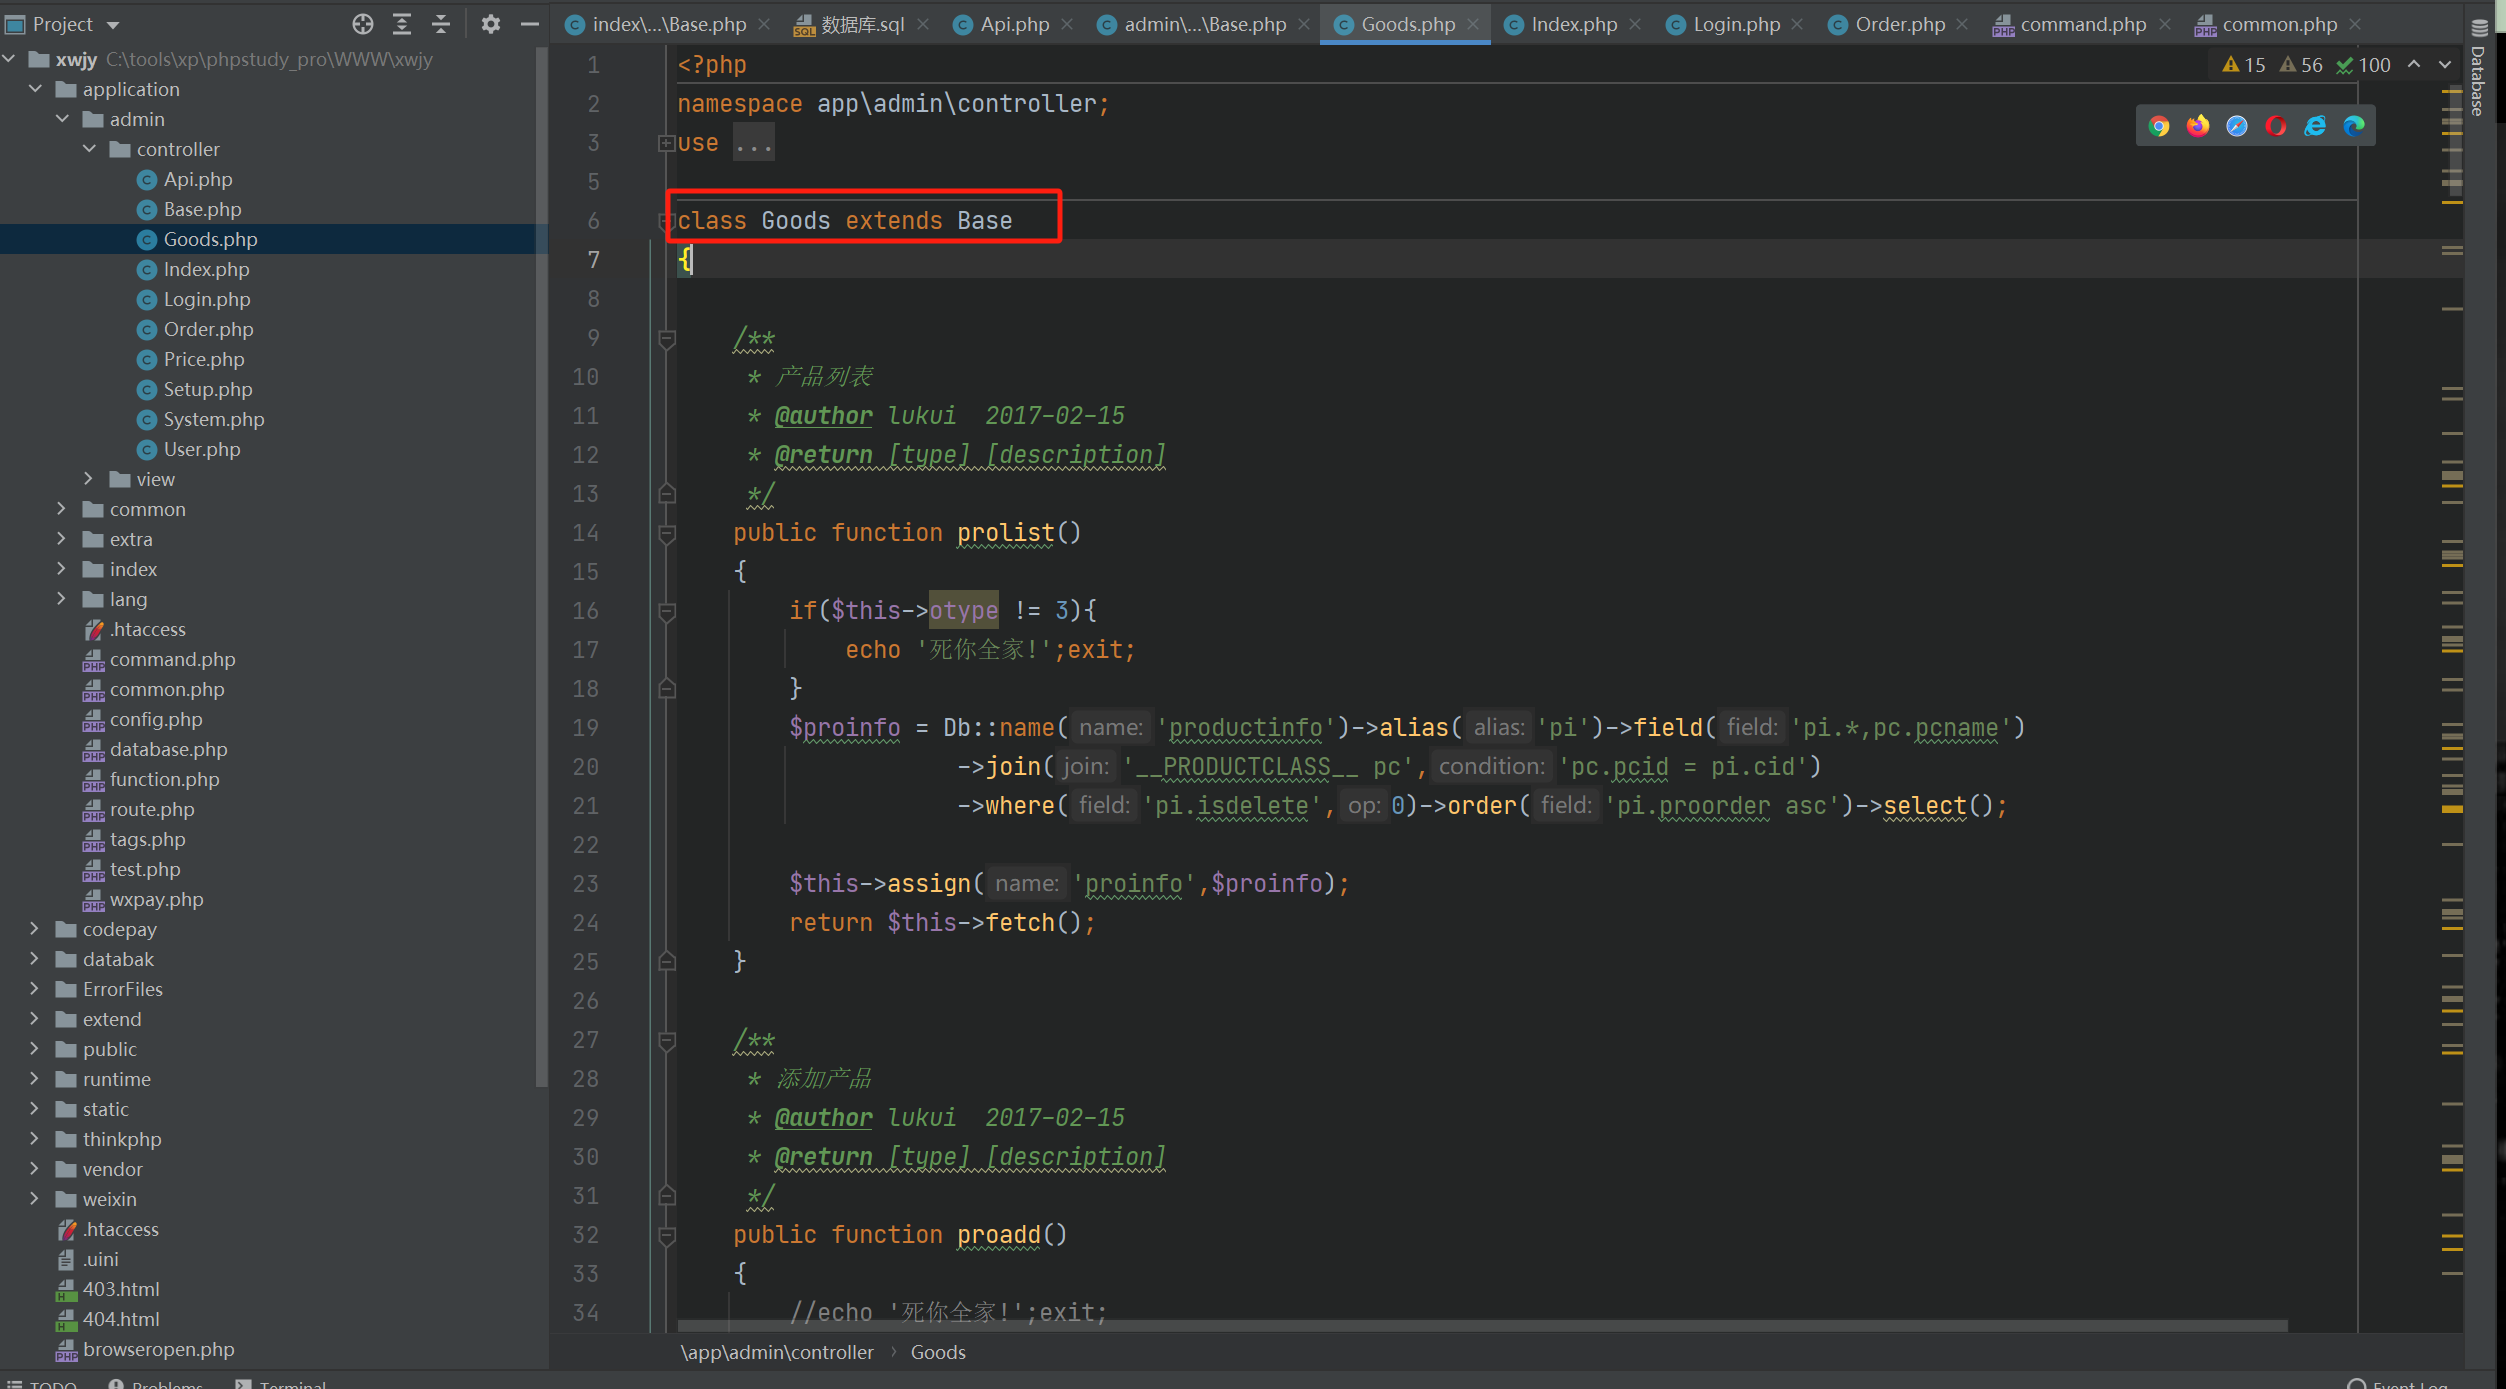 Project
index\...\Base.php
数据库.sql
Api.php
admin\...\Base.php
Goods.php
Index.php
Login.php
Order.php
command.php
common.php
Database
xwjy C:\tools\xp\phpstudy_pro\WWW\xwjy
application
admin
controller
Api.php
Base.php
Goods.php
Index.php
Login.php
Order.php
Price.php
Setup.php
System.php
User.php
view
common
extra
index
lang
.htaccess
command.php
common.php
config.php
database.php
function.php
route.php
tags.php
test.php
wxpay.php
codepay
databak
ErrorFiles
extend
public
runtime
static
thinkphp
vendor
weixin
.htaccess
.uini
403.html
404.html
browseropen.php
15 56 100
1 <?php
2 namespace app\admin\controller;
3 use ...
5
6 class Goods extends Base
7 {
8
9 /**
10 * 产品列表
11 * @author lukui  2017-02-15
12 * @return [type] [description]
13 */
14 public function prolist()
15 {
16 if($this->otype != 3){
17 echo '死你全家!';exit;
18 }
19 $proinfo = Db::name( name: 'productinfo')->alias( alias: 'pi')->field( field: 'pi.*,pc.pcname')
20 ->join( join: '__PRODUCTCLASS__ pc', condition: 'pc.pcid = pi.cid')
21 ->where( field: 'pi.isdelete', op: 0)->order( field: 'pi.proorder asc')->select();
22
23 $this->assign( name: 'proinfo',$proinfo);
24 return $this->fetch();
25 }
26
27 /**
28 * 添加产品
29 * @author lukui  2017-02-15
30 * @return [type] [description]
31 */
32 public function proadd()
33 {
34 //echo '死你全家!';exit;
\app\admin\controller
Goods
TODO
Problems
Terminal
Event Log